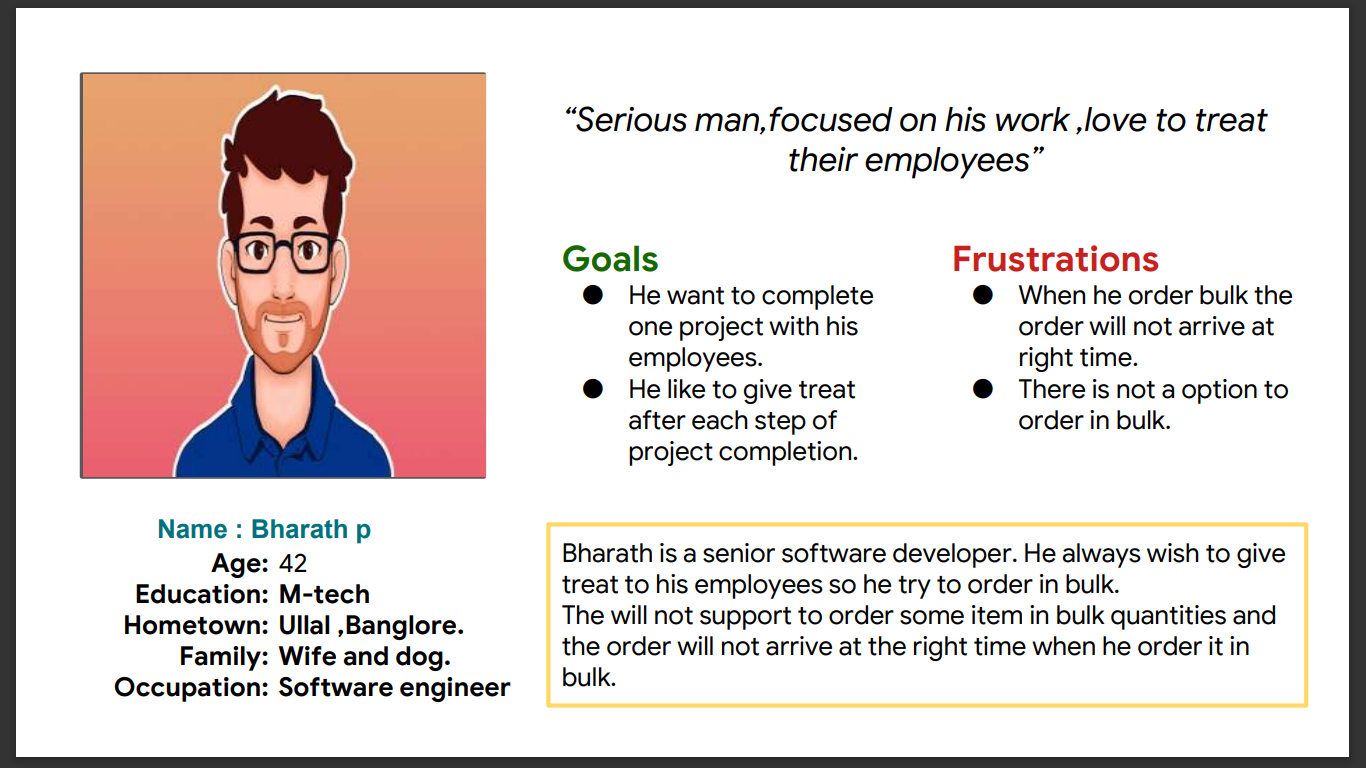 “Serious man,focused on his work ,love to treat
their employees”
Goals
● He want to complete
one project with his
employees.
● He like to give treat
after each step of
project completion.
Frustrations
● When he order bulk the
order will not arrive at
right time.
● There is not a option to
order in bulk.
Name : Bharath p
Age: 42
Education: M-tech
Hometown: Ullal ,Banglore.
Family: Wife and dog.
Occupation: Software engineer
Bharath is a senior software developer. He always wish to give
treat to his employees so he try to order in bulk.
The will not support to order some item in bulk quantities and
the order will not arrive at the right time when he order it in
bulk.